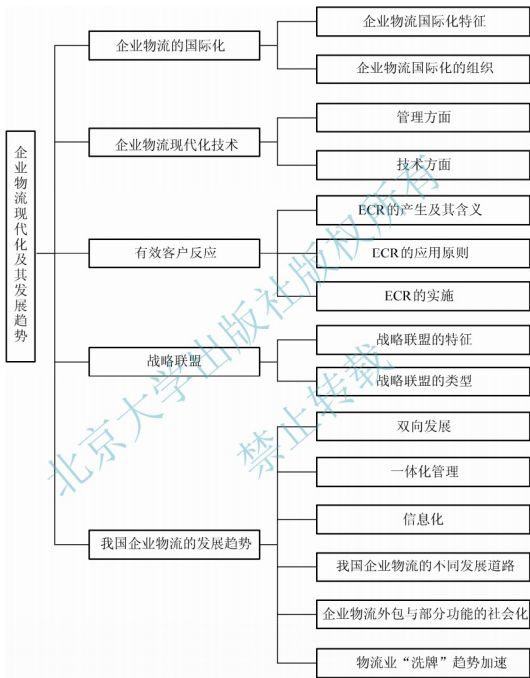 企业物流现代化及其发展趋势
企业物流的国际化
企业物流国际化特征
企业物流国际化的组织
企业物流现代化技术
管理方面
技术方面
有效客户反应
ECR的产生及其含义
ECR的应用原则
ECR的实施
战略联盟
战略联盟的特征
战略联盟的类型
我国企业物流的发展趋势
双向发展
一体化管理
信息化
我国企业物流的不同发展道路
企业物流外包与部分功能的社会化
物流业“洗牌”趋势加速
北京大学出版社版权所有
禁止转载